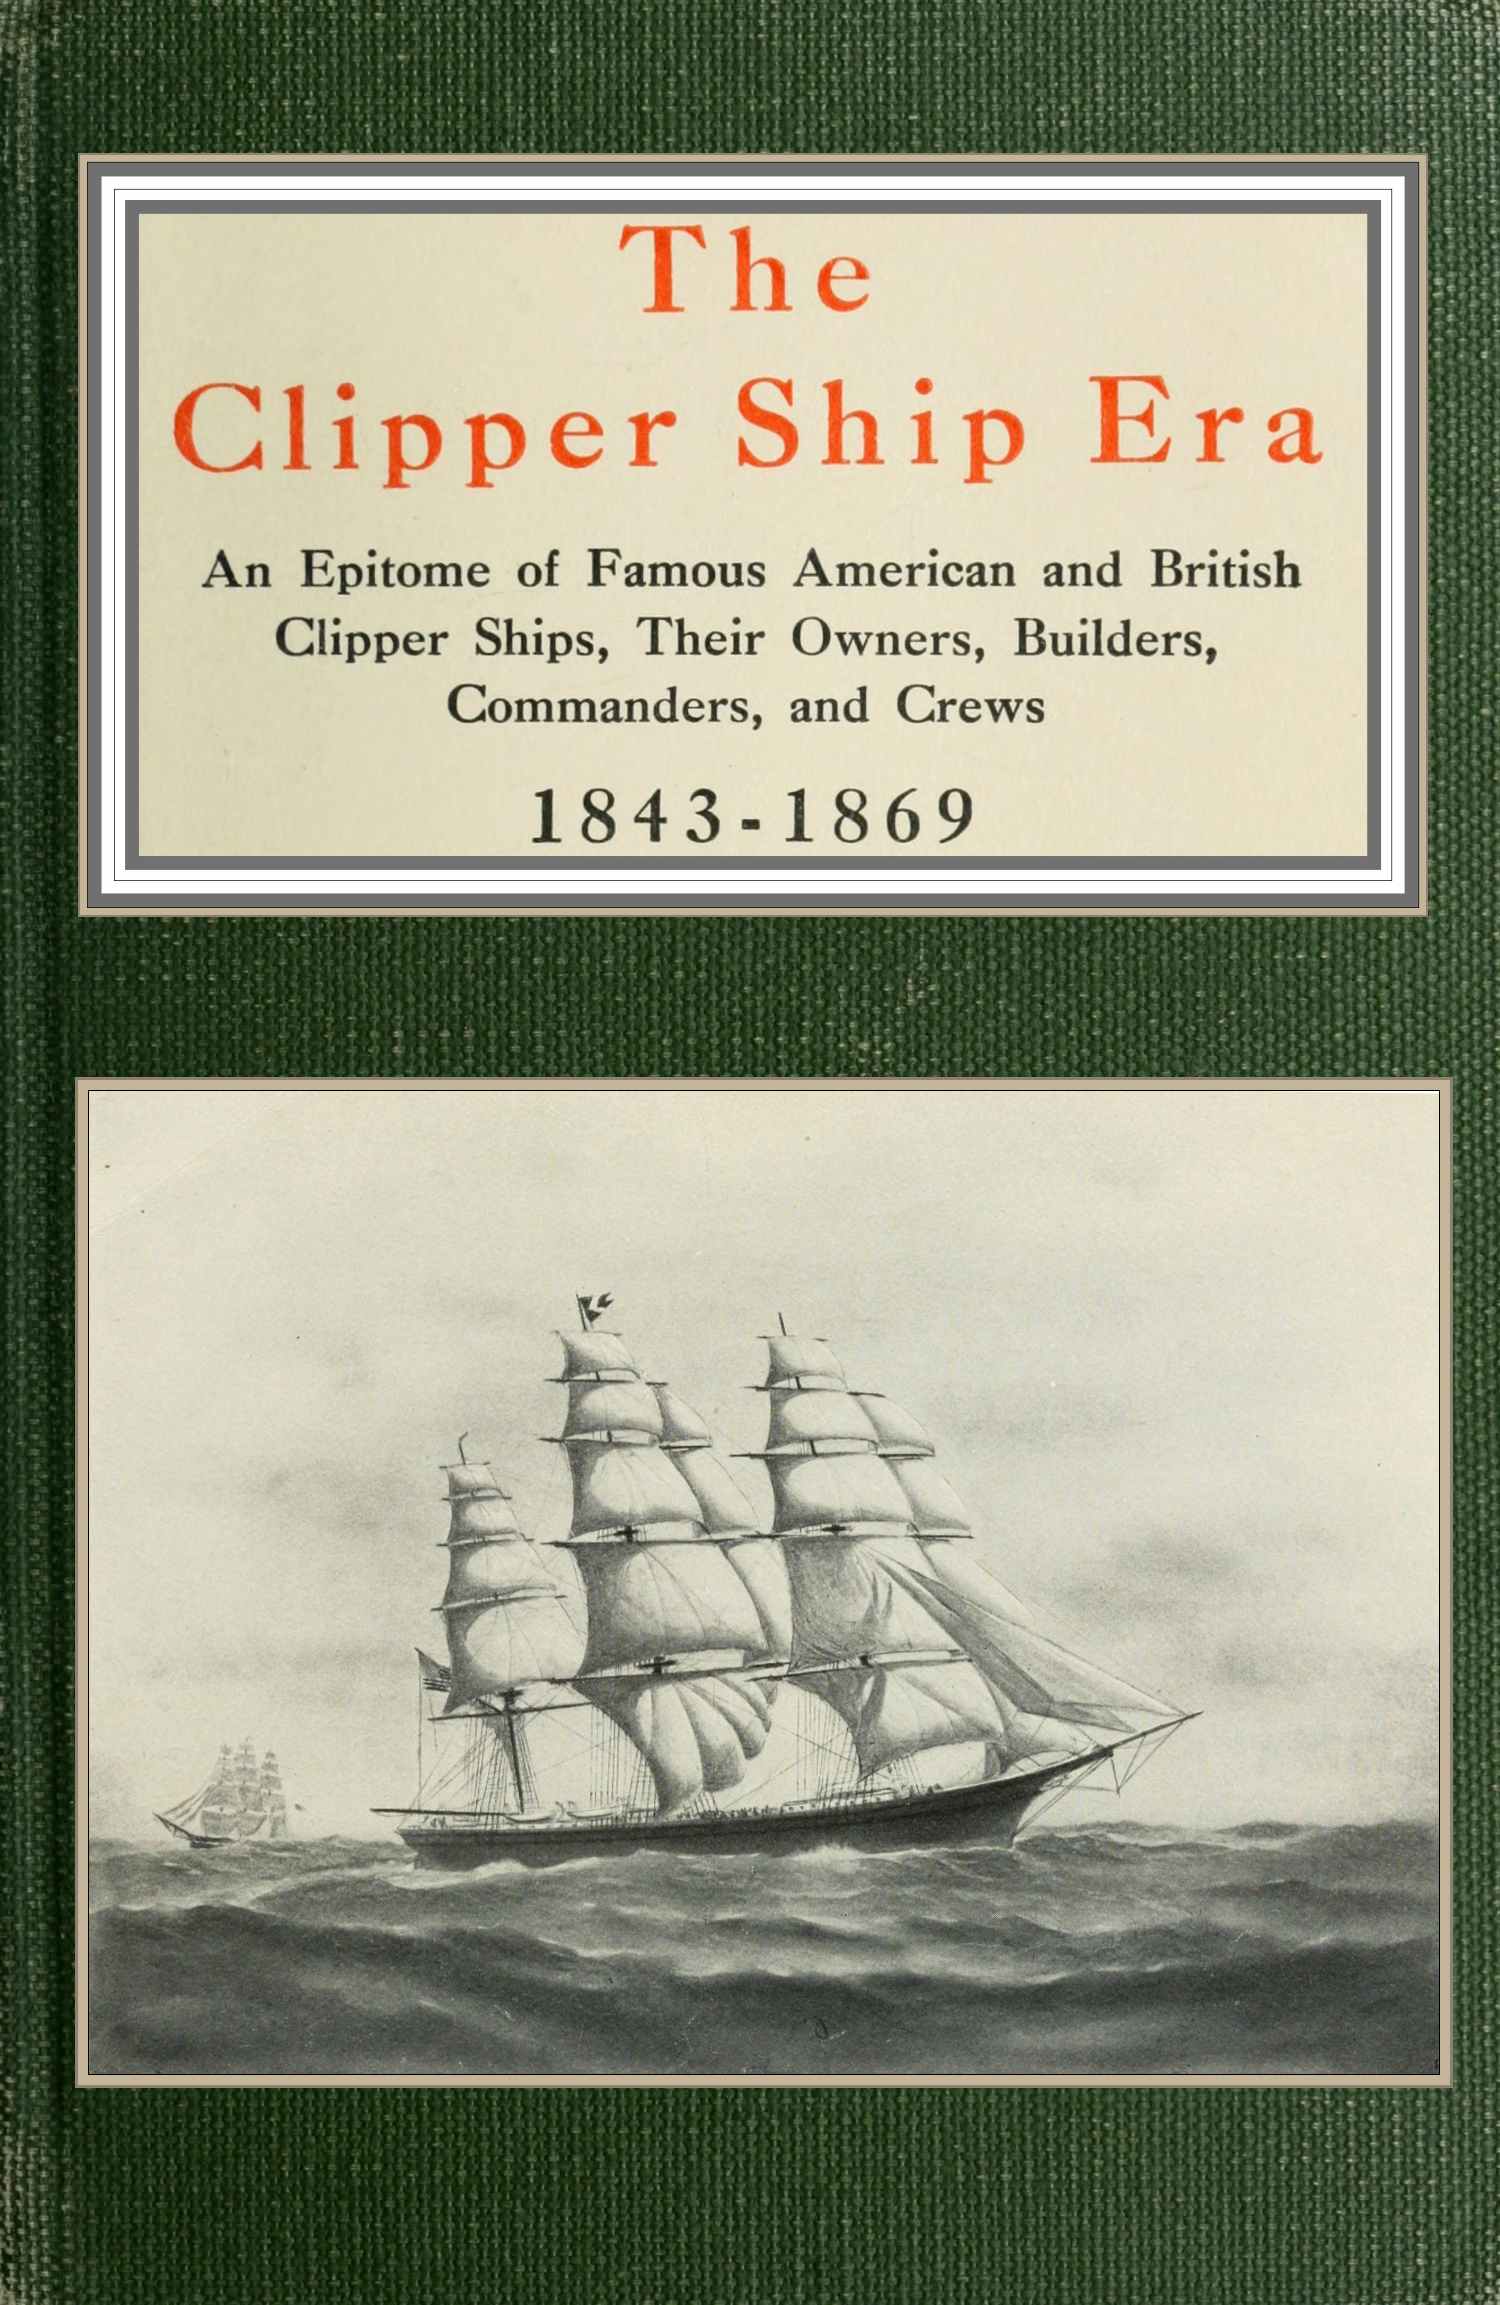 The
Clipper Ship Era
An Epitome of Famous American and British
Clipper Ships, Their Owners, Builders,
Commanders, and Crews
1843-1869